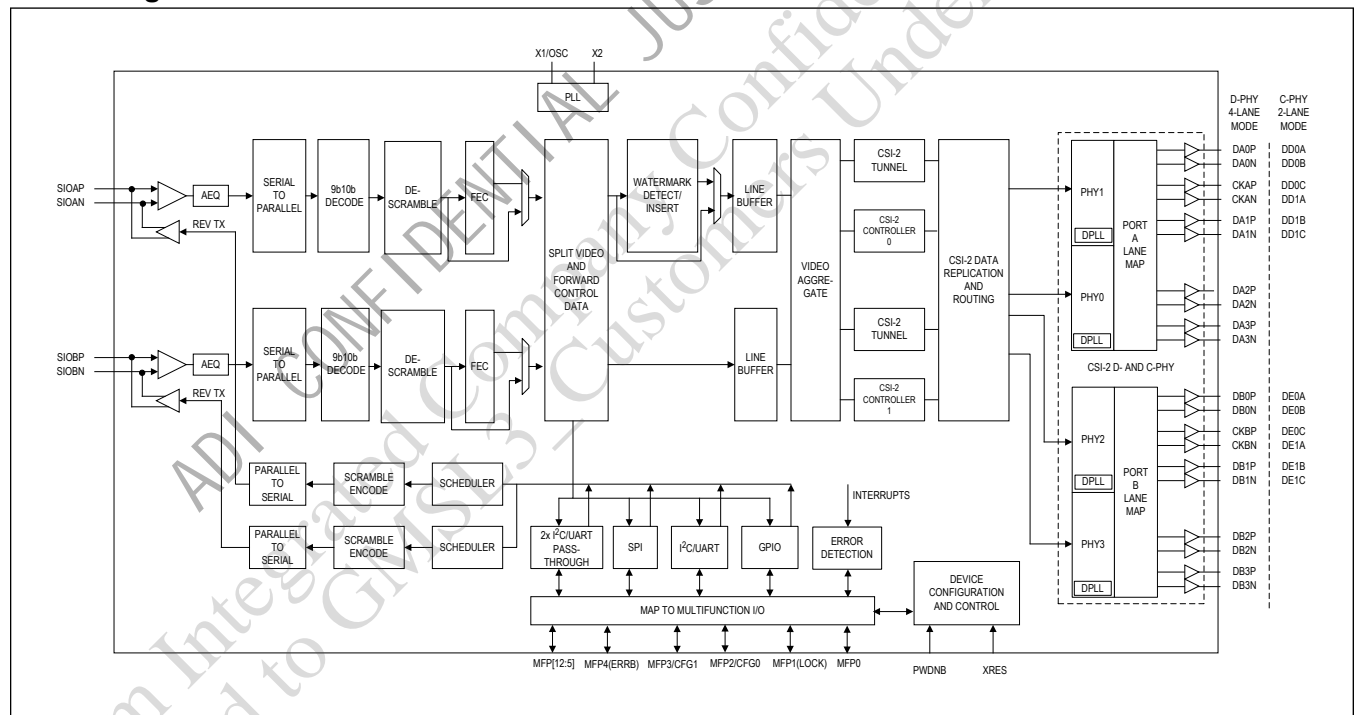 X1/OSC X2
PLL
D-PHY
4-LANE
MODE
C-PHY
2-LANE
MODE
SIOAP
SIOAN
AEQ
REV TX
SERIAL
TO
PARALLEL
9b10b
DECODE
DE-
SCRAMBLE
FEC
SIOBP
SIOBN
AEQ
REV TX
SERIAL
TO
PARALLEL
9b10b
DECODE
DE-
SCRAMBLE
FEC
SPLIT VIDEO
AND
FORWARD
CONTROL
DATA
WATERMARK
DETECT/
INSERT
LINE
BUFFER
LINE
BUFFER
VIDEO
AGGRE-
GATE
CSI-2
TUNNEL
CSI-2
CONTROLLER
0
CSI-2
TUNNEL
CSI-2
CONTROLLER
1
CSI-2 DATA
REPLICATION
AND
ROUTING
PHY1
DPLL
PHY0
DPLL
PORT
A
LANE
MAP
CSI-2 D- AND C-PHY
PHY2
DPLL
PHY3
DPLL
PORT
B
LANE
MAP
DA0P DD0A
DA0N DD0B
CKAP DD0C
CKAN DD1A
DA1P DD1B
DA1N DD1C
DA2P
DA2N
DA3P
DA3N
DB0P DE0A
DB0N DE0B
CKBP DE0C
CKBN DE1A
DB1P DE1B
DB1N DE1C
DB2P
DB2N
DB3P
DB3N
PARALLEL
TO
SERIAL
SCRAMBLE
ENCODE
SCHEDULER
PARALLEL
TO
SERIAL
SCRAMBLE
ENCODE
SCHEDULER
2x I²C/UART
PASS-
THROUGH
SPI
I²C/UART
GPIO
INTERRUPTS
ERROR
DETECTION
MAP TO MULTIFUNCTION I/O
DEVICE
CONFIGURATION
AND CONTROL
MFP[12:5] MFP4(ERRB) MFP3/CFG1 MFP2/CFG0 MFP1(LOCK) MFP0
PWDNB XRES
ADI CONFIDENTIAL
Integrated Company
to GMSL3_Customers